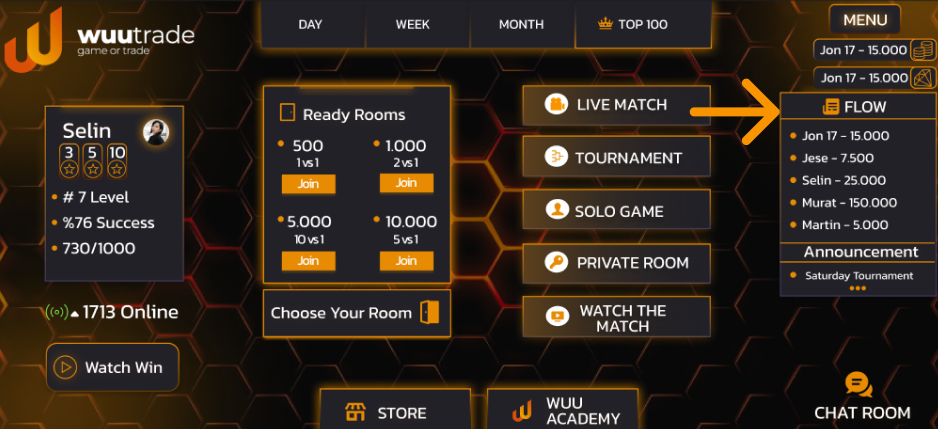 wuutrade
game or trade
DAY
WEEK
MONTH
TOP 100
MENU
Jon 17 - 15.000
Jon 17 - 15.000
Selin
3 5 10
# 7 Level
%76 Success
730/1000
1713 Online
Watch Win
Ready Rooms
500
1 vs 1
Join
1.000
2 vs 1
Join
5.000
10 vs 1
Join
10.000
5 vs 1
Join
Choose Your Room
LIVE MATCH
TOURNAMENT
SOLO GAME
PRIVATE ROOM
WATCH THE
MATCH
FLOW
Jon 17 - 15.000
Jese - 7.500
Selin - 25.000
Murat - 150.000
Martin - 5.000
Announcement
Saturday Tournament
STORE
WUU
ACADEMY
CHAT ROOM